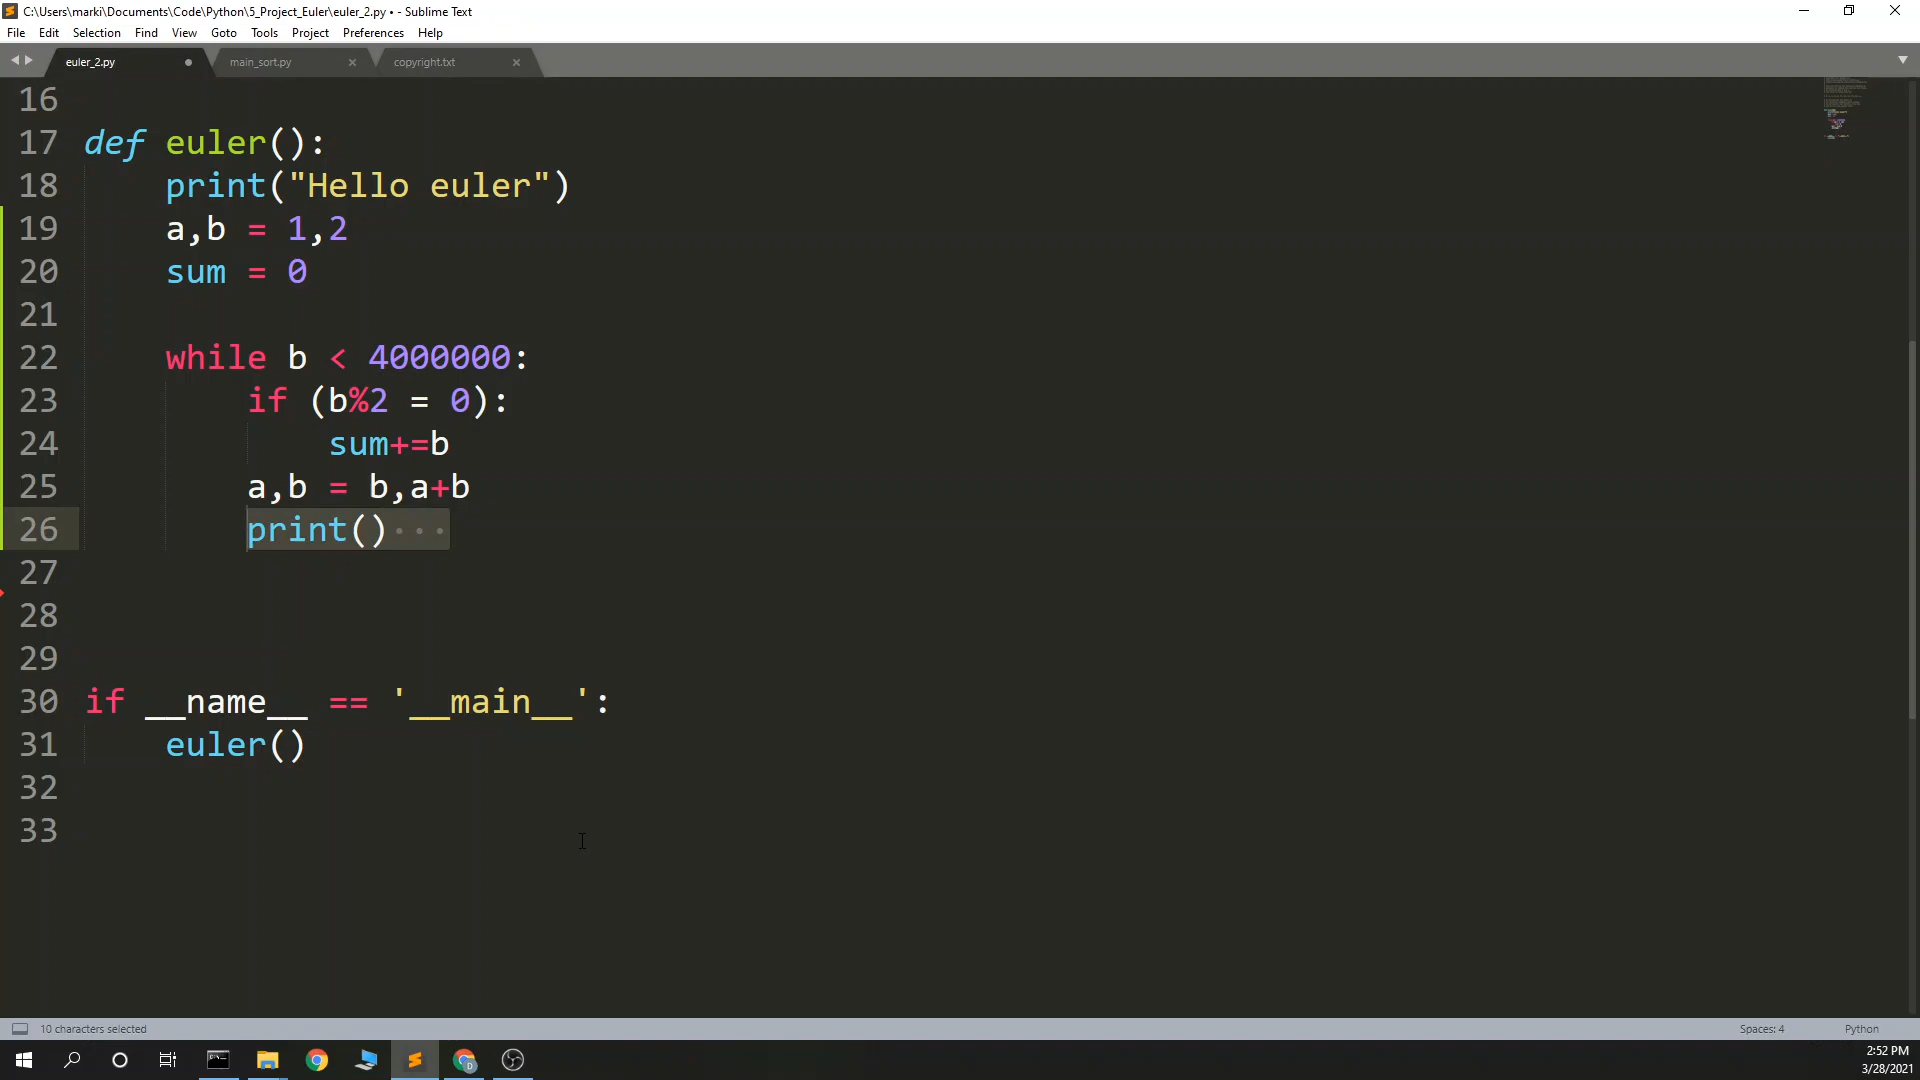 C:\Users\marki\Documents\Code\Python\5_Project_Euler\euler_2.py • - Sublime Text
File Edit Selection Find View Goto Tools Project Preferences Help
euler_2.py main_sort.py copyright.txt
16
17 def euler():
18 print("Hello euler")
19 a,b = 1,2
20 sum = 0
21
22 while b < 4000000:
23 if (b%2 = 0):
24 sum+=b
25 a,b = b,a+b
26 print()
27
28
29
30 if __name__ == '__main__':
31 euler()
32
33
10 characters selected Spaces: 4 Python
2:52 PM
3/28/2021